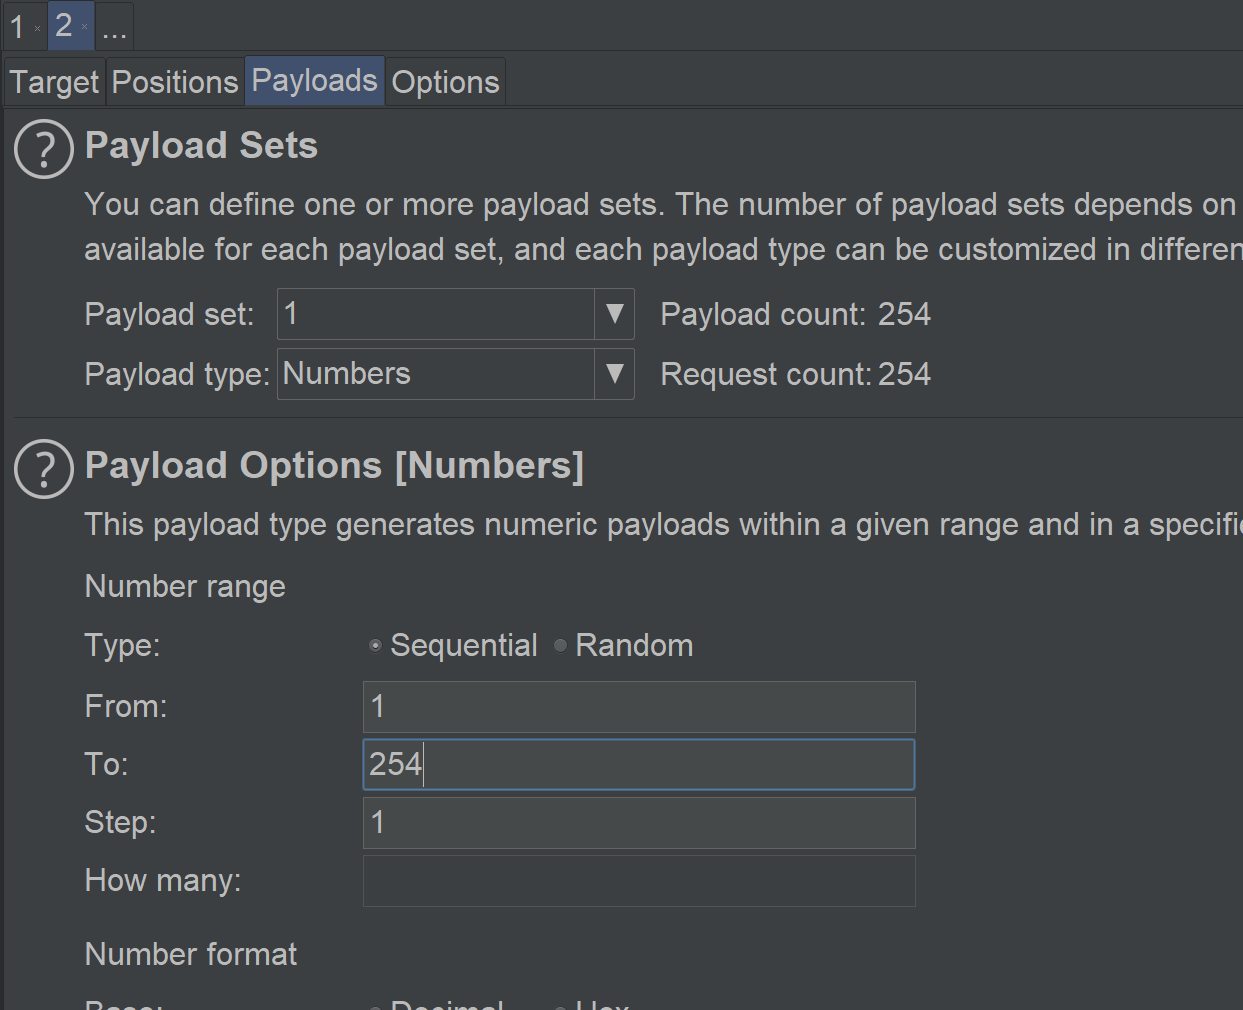 1 × 2 × ...
Target Positions Payloads Options
? Payload Sets
You can define one or more payload sets. The number of payload sets depends on
available for each payload set, and each payload type can be customized in differen
Payload set: 1 ▼ Payload count: 254
Payload type: Numbers ▼ Request count: 254
? Payload Options [Numbers]
This payload type generates numeric payloads within a given range and in a specifi
Number range
Type: Sequential Random
From: 1
To: 254
Step: 1
How many:
Number format
Base: Decimal Hex